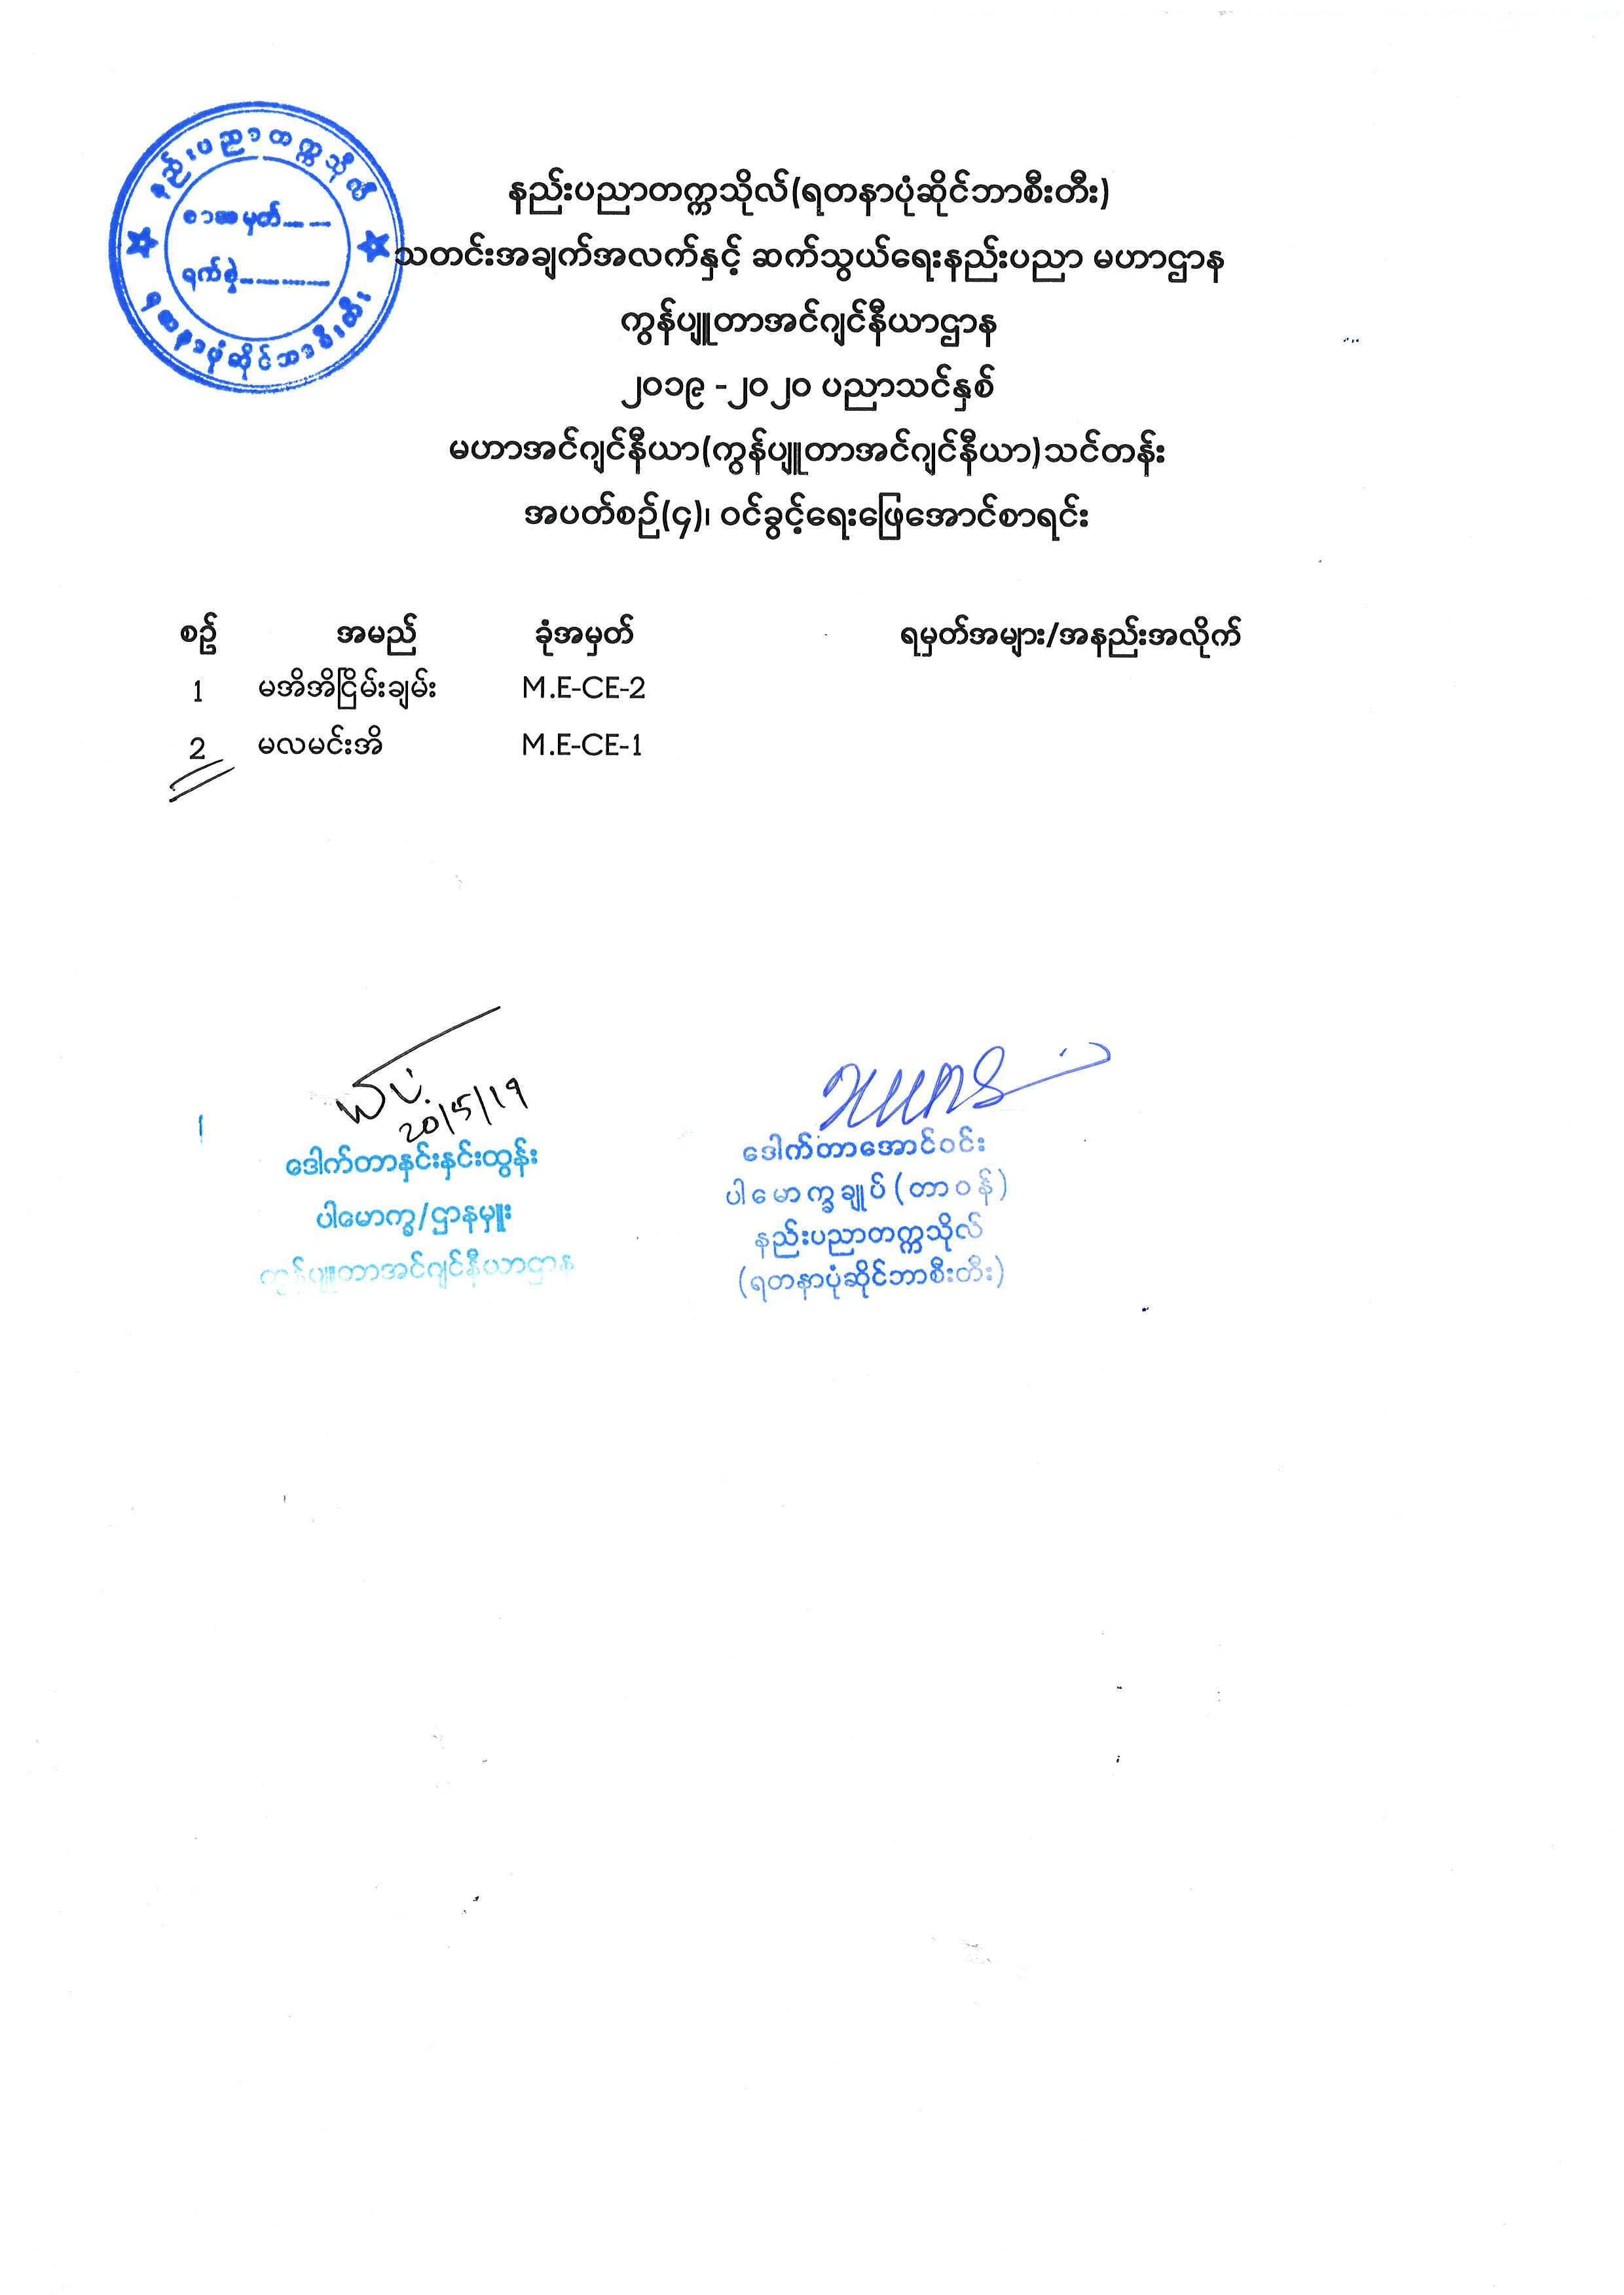 နည်းပညာတက္ကသိုလ်
စာအမှတ်
ရက်စွဲ
ရတနာပုံဆိုင်ဘာစီးတီး
နည်းပညာတက္ကသိုလ်(ရတနာပုံဆိုင်ဘာစီးတီး)
သတင်းအချက်အလက်နှင့် ဆက်သွယ်ရေးနည်းပညာ မဟာဌာန
ကွန်ပျူတာအင်ဂျင်နီယာဌာန
၂၀၁၉ -၂၀၂၀ ပညာသင်နှစ်
မဟာအင်ဂျင်နီယာ(ကွန်ပျူတာအင်ဂျင်နီယာ)သင်တန်း
အပတ်စဉ်(၄)၊ ဝင်ခွင့်ရေးဖြေအောင်စာရင်း
စဉ် အမည် ခုံအမှတ် ရမှတ်အများ/အနည်းအလိုက်
1 မအိအိငြိမ်းချမ်း M.E-CE-2
2 မလမင်းအိ M.E-CE-1
20/5/19
ဒေါက်တာနှင်းနှင်းထွန်း
ပါမောက္ခ/ဌာနမှူး
ကွန်ပျူတာအင်ဂျင်နီယာဌာန
ဒေါက်တာအောင်ဝင်း
ပါမောက္ခချုပ်(တာဝန်)
နည်းပညာတက္ကသိုလ်
(ရတနာပုံဆိုင်ဘာစီးတီး)